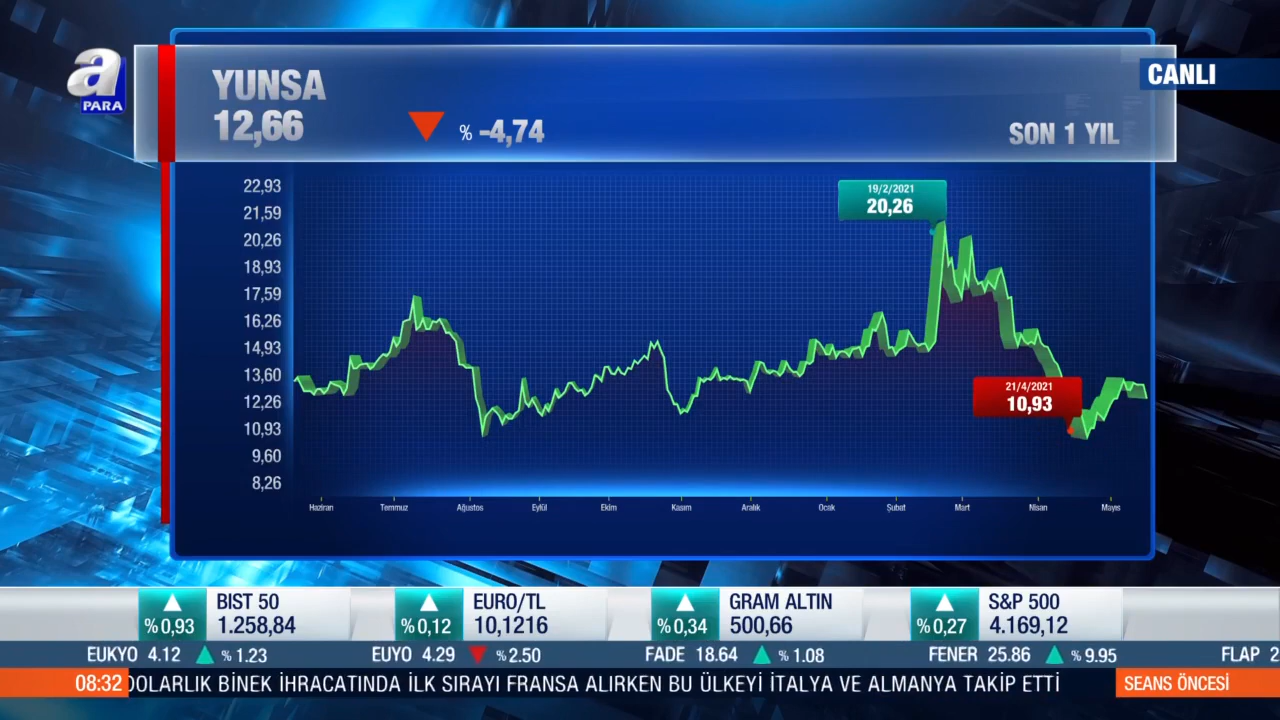 a
PARA
CANLI
YUNSA
12,66
% -4,74
SON 1 YIL
22,93
21,59
20,26
18,93
17,59
16,26
14,93
13,60
12,26
10,93
9,60
8,26
19/2/2021
20,26
21/4/2021
10,93
Haziran Temmuz Ağustos Eylül Ekim Kasım Aralık Ocak Şubat Mart Nisan Mayıs
BIST 50
% 0,93 1.258,84
EURO/TL
% 0,12 10,1216
GRAM ALTIN
% 0,34 500,66
S&P 500
% 0,27 4.169,12
EUKYO 4.12 % 1.23 EUYO 4.29 % 2.50 FADE 18.64 % 1.08 FENER 25.86 % 9.95 FLAP 2
08:32 DOLARLIK BİNEK İHRACATINDA İLK SIRAYI FRANSA ALIRKEN BU ÜLKEYİ İTALYA VE ALMANYA TAKİP ETTİ SEANS ÖNCESİ